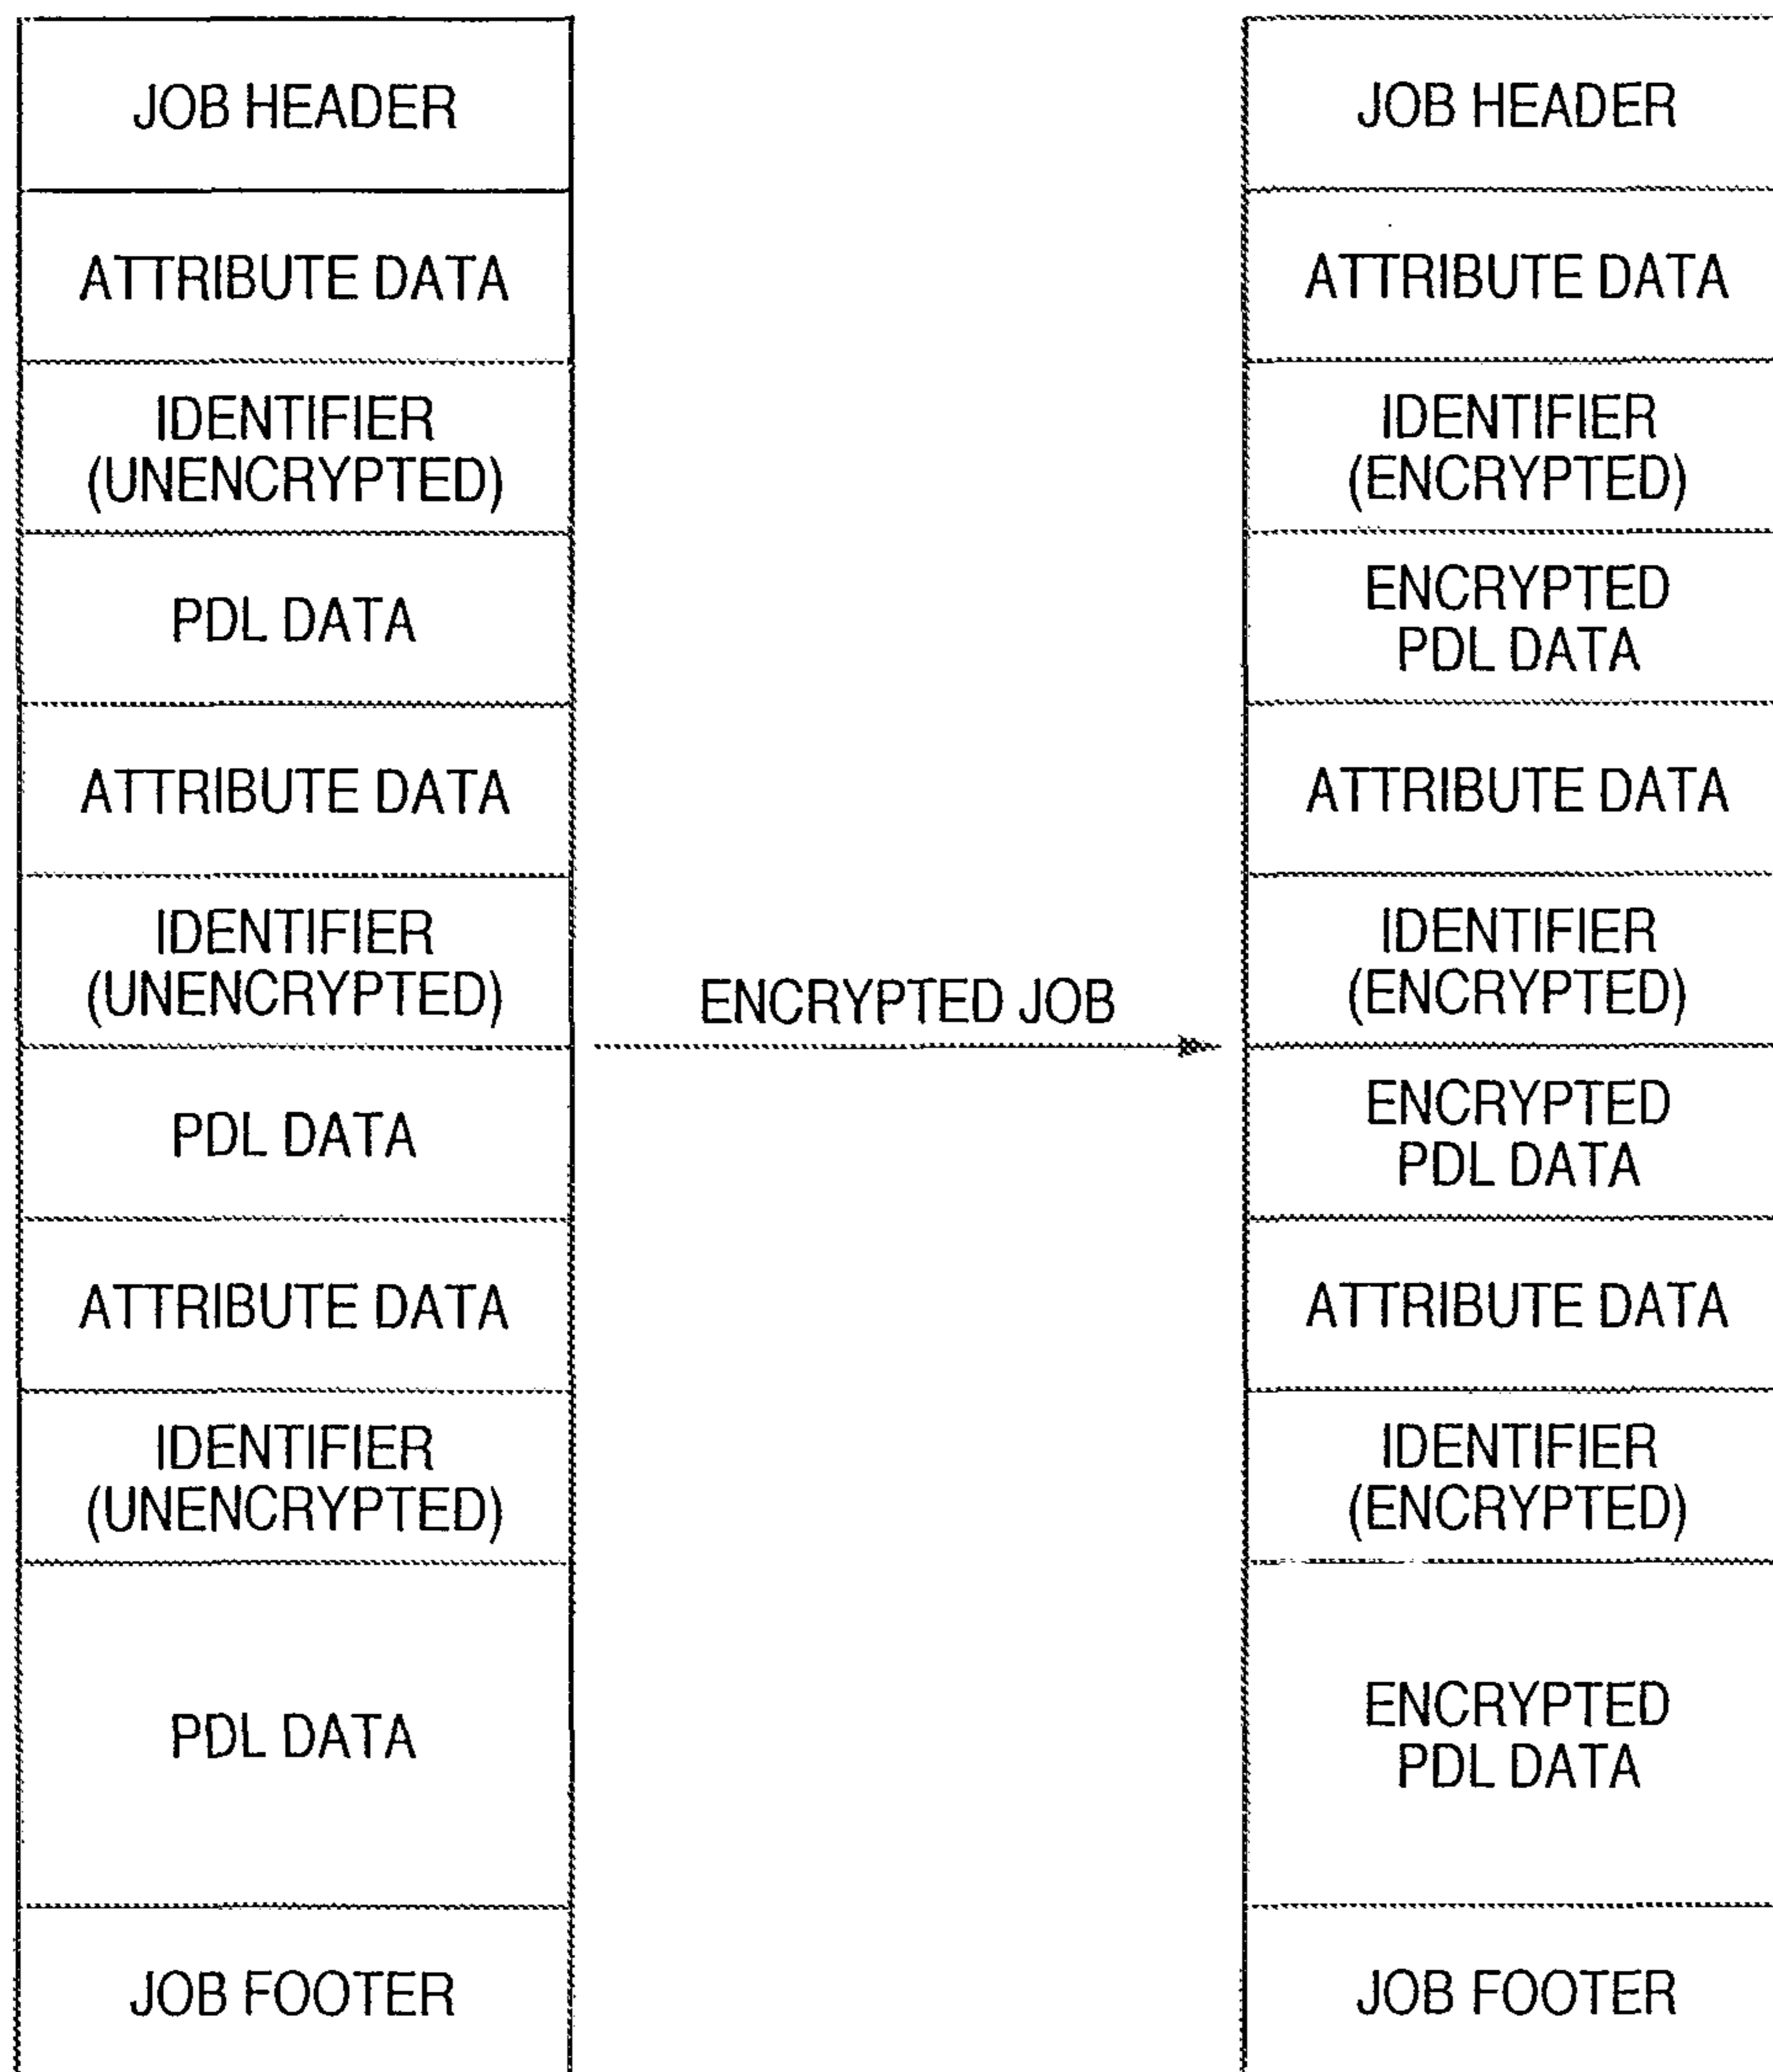 JOB HEADER
ATTRIBUTE DATA
IDENTIFIER
(UNENCRYPTED)
PDL DATA
ATTRIBUTE DATA
IDENTIFIER
(UNENCRYPTED)
PDL DATA
ATTRIBUTE DATA
IDENTIFIER
(UNENCRYPTED)
PDL DATA
JOB FOOTER
ENCRYPTED JOB
JOB HEADER
ATTRIBUTE DATA
IDENTIFIER
(ENCRYPTED)
ENCRYPTED
PDL DATA
ATTRIBUTE DATA
IDENTIFIER
(ENCRYPTED)
ENCRYPTED
PDL DATA
ATTRIBUTE DATA
IDENTIFIER
(ENCRYPTED)
ENCRYPTED
PDL DATA
JOB FOOTER